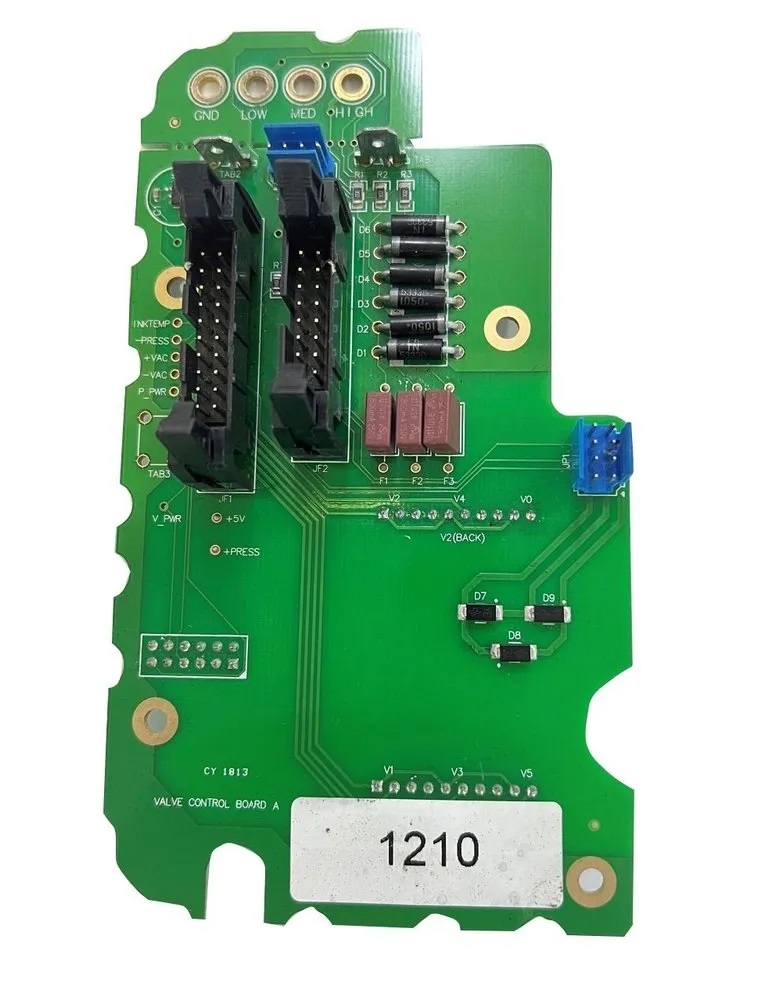 GND LOW MED HIGH
TAB2
R1 R2 R3
C1
D6
D5
D4
D3
D2
D1
INKTEMP
-PRESS
+VAC
-VAC
P_PWR
TAB3
JF1
JF2
F1 F2 F3
JP1
V_PWR
+5V
V2 V4 V0
V2(BACK)
+PRESS
D7 D9
D8
CY 1813
V1 V3 V5
VALVE CONTROL BOARD A
1210